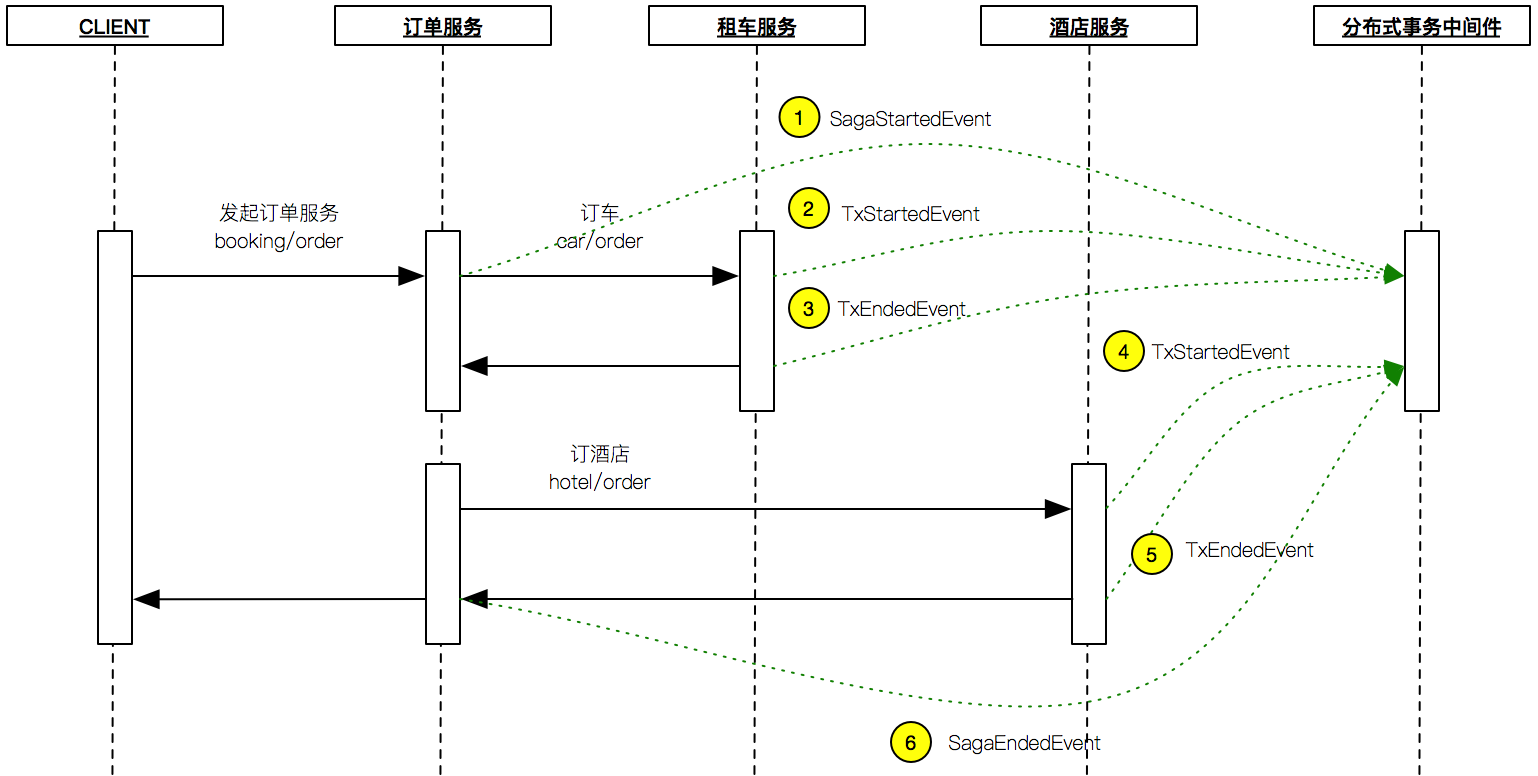 CLIENT
订单服务
租车服务
酒店服务
分布式事务中间件
1
SagaStartedEvent
发起订单服务
booking/order
订车
car/order
2
TxStartedEvent
3
TxEndedEvent
4
TxStartedEvent
订酒店
hotel/order
5
TxEndedEvent
6
SagaEndedEvent